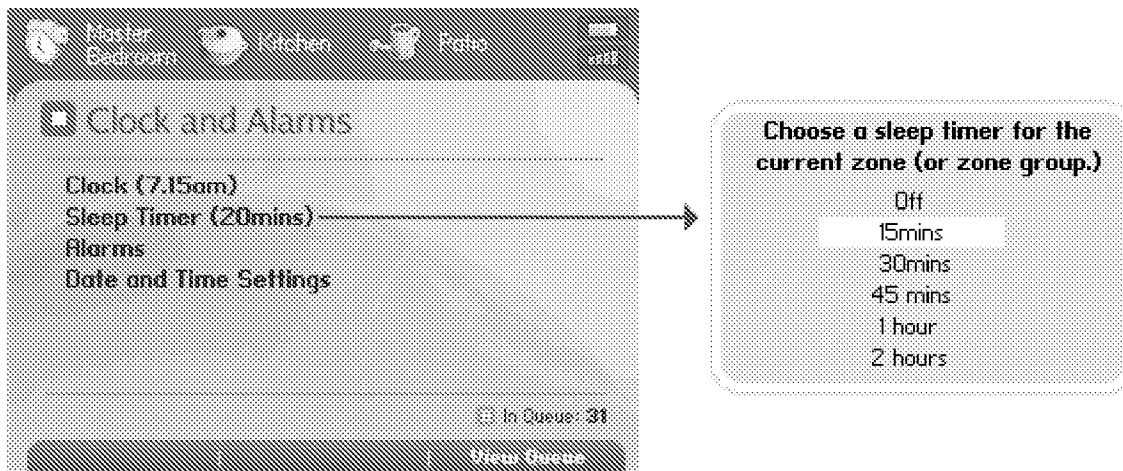 Master
Bedroom
Kitchen
Patio
Clock and Alarms
Clock (7.15am)
Sleep Timer (20mins)
Alarms
Date and Time Settings
In Queue: 31
View Queue
Choose a sleep timer for the
current zone (or zone group.)
Off
15mins
30mins
45 mins
1 hour
2 hours